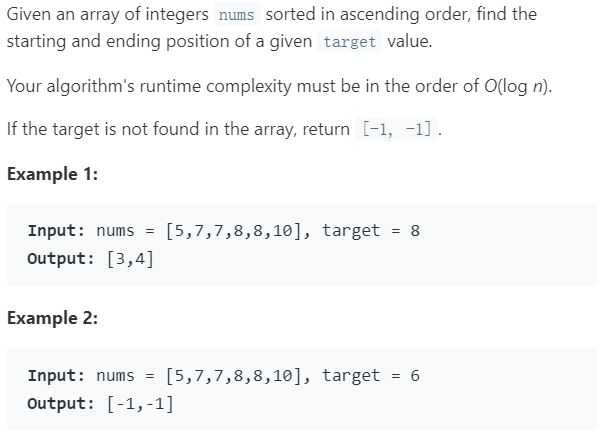 Given an array of integers nums sorted in ascending order, find the
starting and ending position of a given target value.
Your algorithm's runtime complexity must be in the order of O(log n).
If the target is not found in the array, return [-1, -1].
Example 1:
Input: nums = [5,7,7,8,8,10], target = 8
Output: [3,4]
Example 2:
Input: nums = [5,7,7,8,8,10], target = 6
Output: [-1,-1]